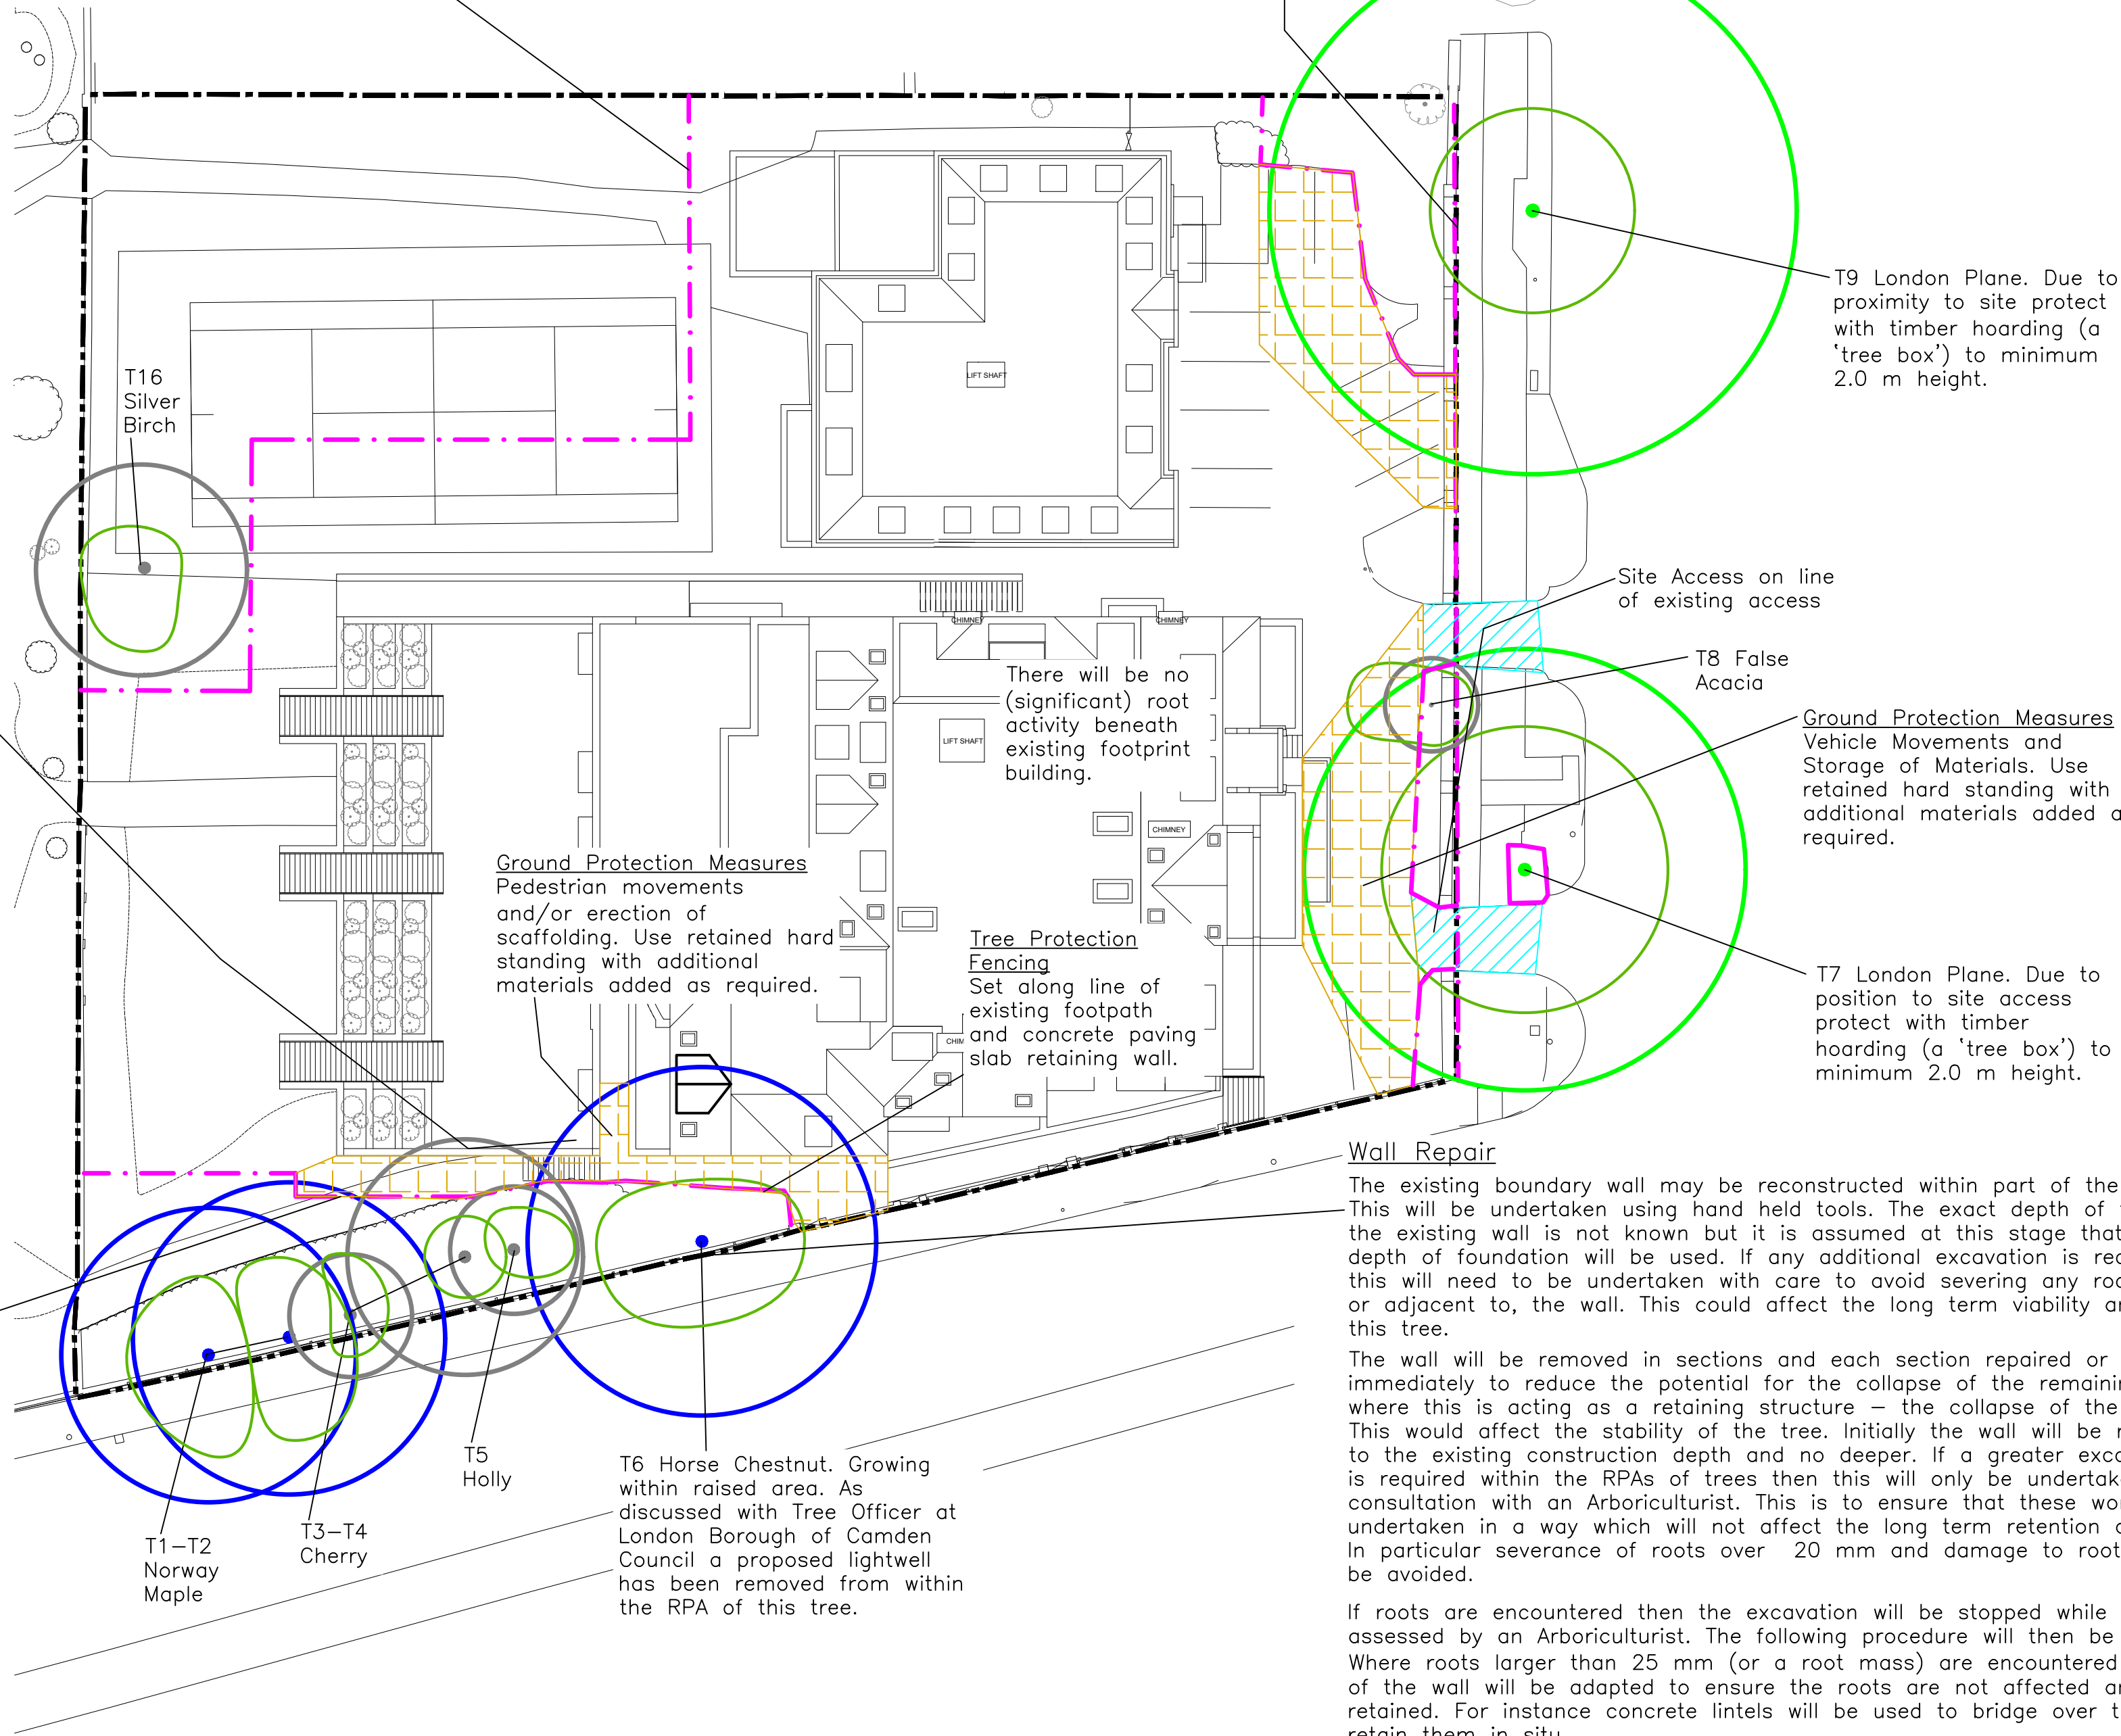 T9 London Plane. Due to
proximity to site protect
with timber hoarding (a
‘tree box’) to minimum
2.0 m height.
T16
Silver
Birch
LIFT SHAFT
Site Access on line
of existing access
CHIMNEY
CHIMNEY
T8 False
Acacia
There will be no
(significant) root
activity beneath
existing footprint
building.
LIFT SHAFT
Ground Protection Measures
Vehicle Movements and
Storage of Materials. Use
retained hard standing with
additional materials added
required.
CHIMNEY
Ground Protection Measures
Pedestrian movements
and/or erection of
scaffolding. Use retained hard
standing with additional
materials added as required.
Tree Protection
Fencing
Set along line of
existing footpath
and concrete paving
slab retaining wall.
CHIM
T7 London Plane. Due to
position to site access
protect with timber
hoarding (a ‘tree box’) to
minimum 2.0 m height.
Wall Repair
The existing boundary wall may be reconstructed within part of the
This will be undertaken using hand held tools. The exact depth of
the existing wall is not known but it is assumed at this stage that
depth of foundation will be used. If any additional excavation is
this will need to be undertaken with care to avoid severing any
or adjacent to, the wall. This could affect the long term viability
this tree.
The wall will be removed in sections and each section repaired or
immediately to reduce the potential for the collapse of the
where this is acting as a retaining structure – the collapse of the
This would affect the stability of the tree. Initially the wall will be
to the existing construction depth and no deeper. If a greater
is required within the RPAs of trees then this will only be
consultation with an Arboriculturist. This is to ensure that these
undertaken in a way which will not affect the long term retention
In particular severance of roots over 20 mm and damage to
be avoided.
If roots are encountered then the excavation will be stopped while
assessed by an Arboriculturist. The following procedure will then be
Where roots larger than 25 mm (or a root mass) are encountered
of the wall will be adapted to ensure the roots are not affected
retained. For instance concrete lintels will be used to bridge over
retain them in situ
T5
Holly
T6 Horse Chestnut. Growing
within raised area. As
discussed with Tree Officer at
London Borough of Camden
Council a proposed lightwell
has been removed from within
the RPA of this tree.
T3–T4
Cherry
T1–T2
Norway
Maple